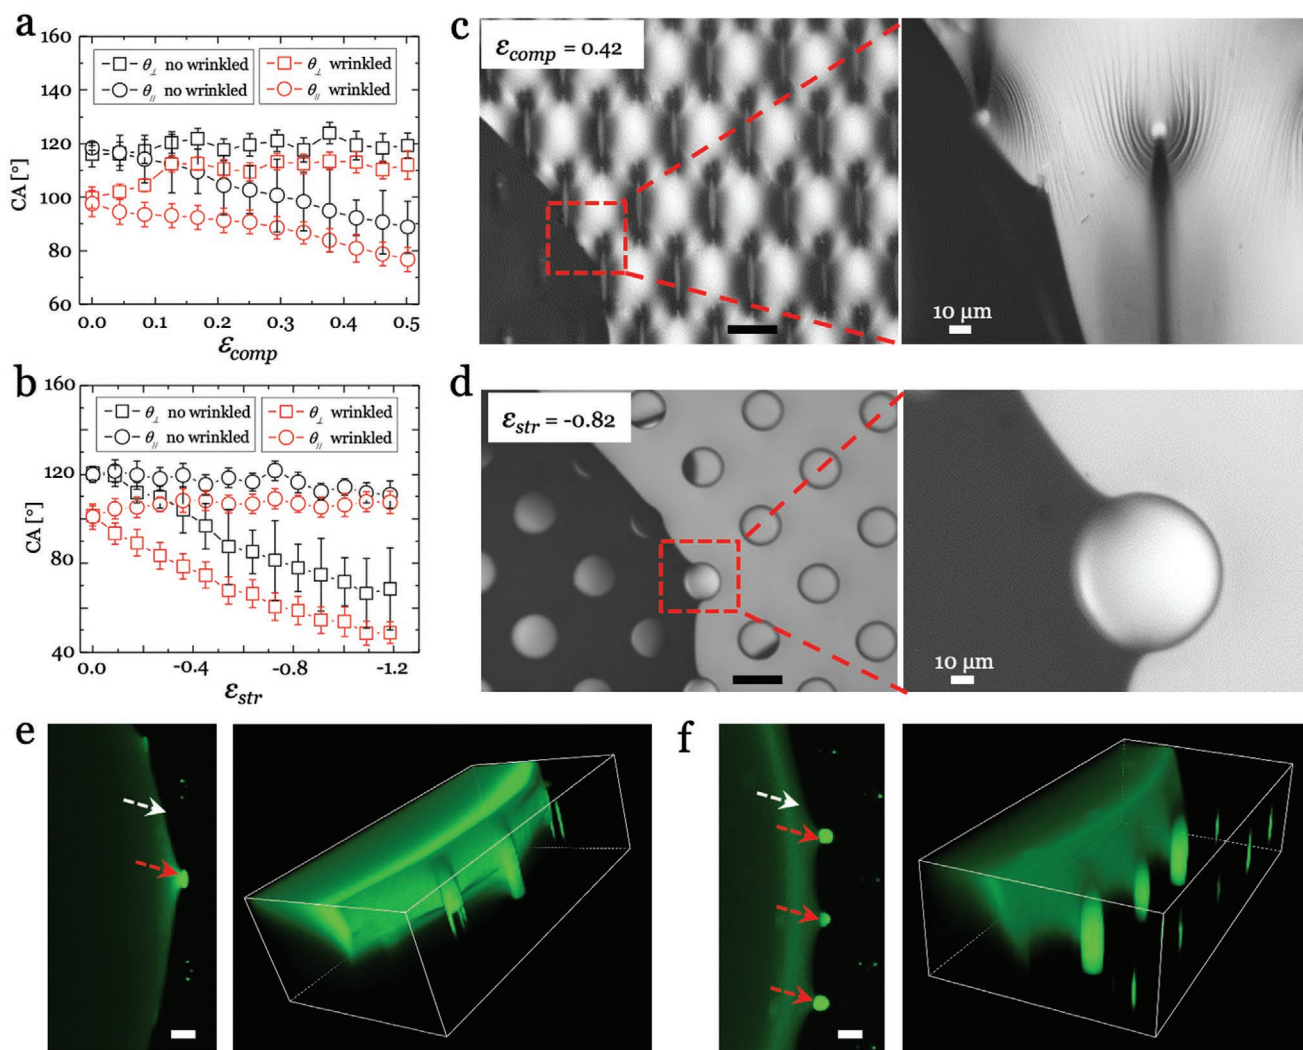 a
160
140
120
100
80
60
CA [°]
θ⊥ no wrinkled
θ// no wrinkled
θ⊥ wrinkled
θ// wrinkled
0.0 0.1 0.2 0.3 0.4 0.5
εcomp
b
160
120
80
40
CA [°]
θ⊥ no wrinkled
θ// no wrinkled
θ⊥ wrinkled
θ// wrinkled
0.0 -0.4 -0.8 -1.2
εstr
c
εcomp = 0.42
10 µm
d
εstr = -0.82
10 µm
e
f